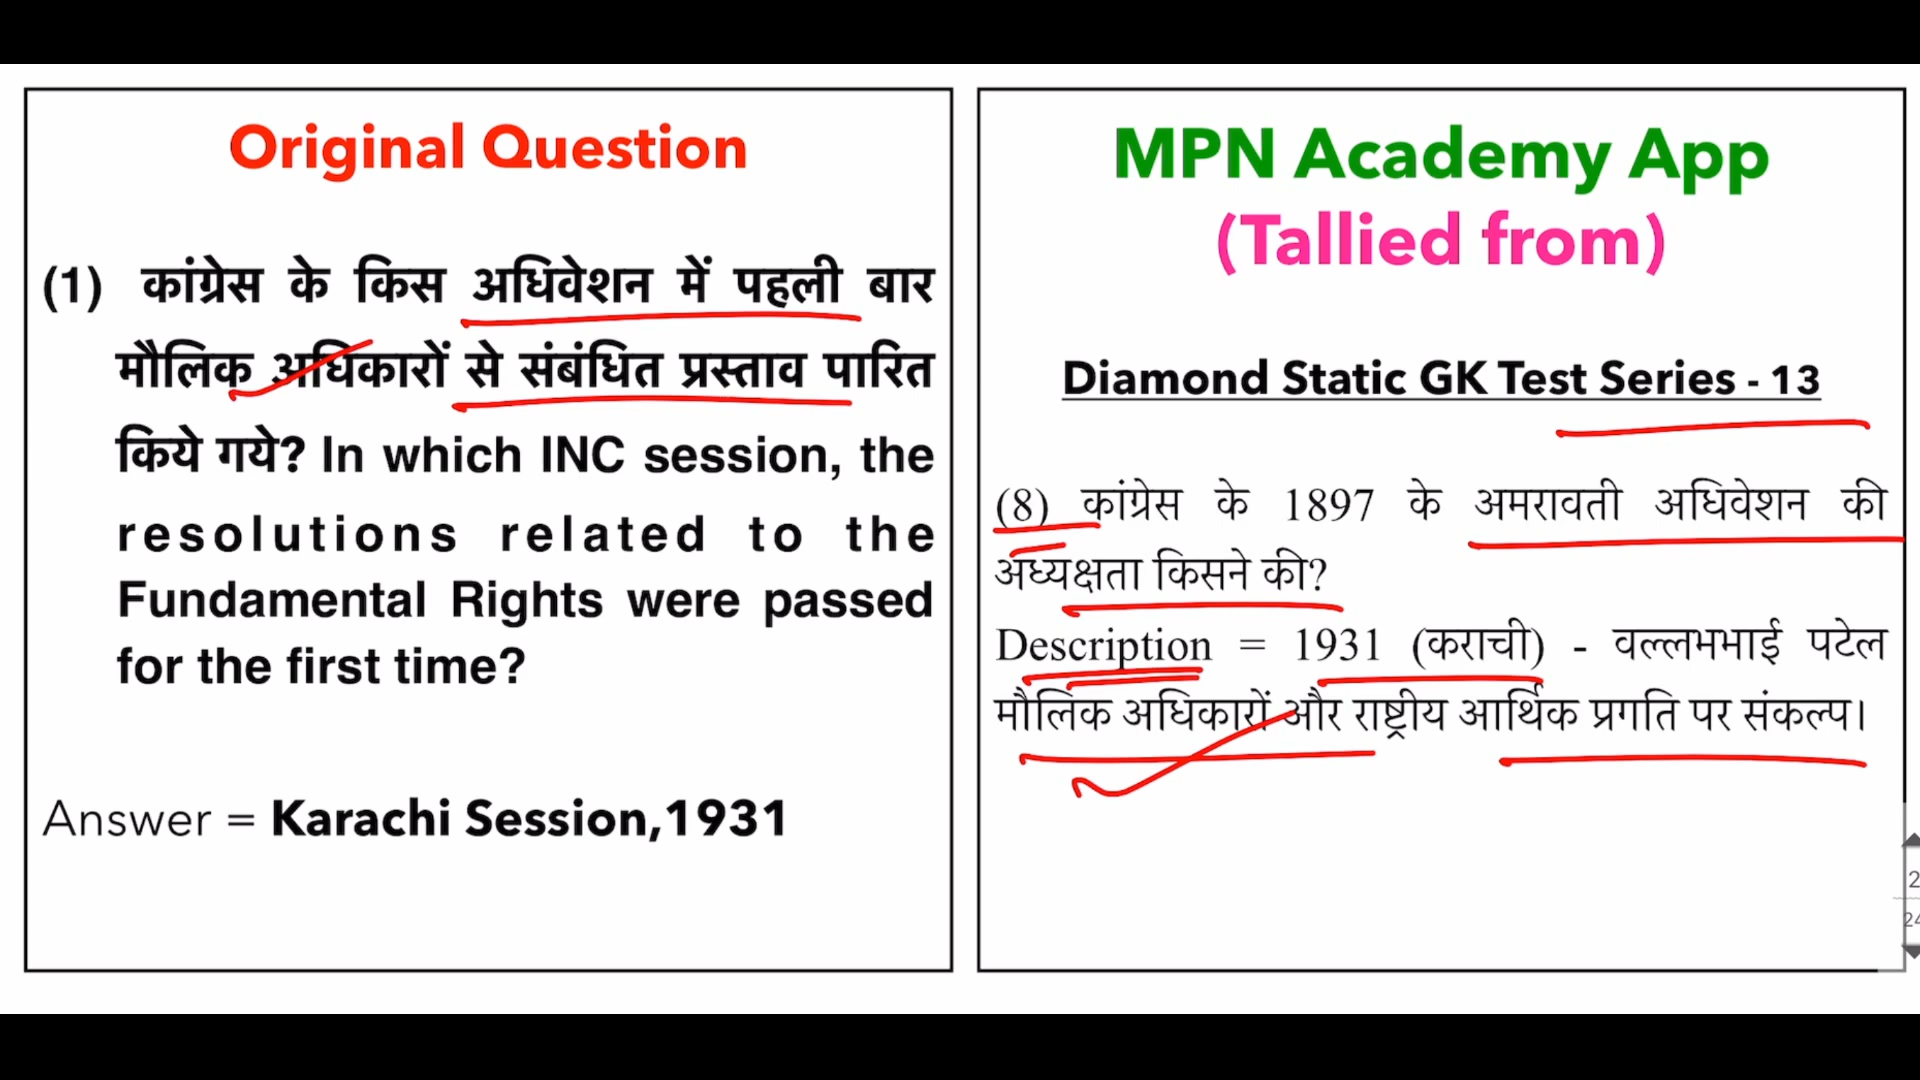 Original Question
(1) कांग्रेस के किस अधिवेशन में पहली बार
मौलिक अधिकारों से संबंधित प्रस्ताव पारित
किये गये? In which INC session, the
resolutions related to the
Fundamental Rights were passed
for the first time?
Answer = Karachi Session,1931
MPN Academy App
(Tallied from)
Diamond Static GK Test Series - 13
(8) कांग्रेस के 1897 के अमरावती अधिवेशन की
अध्यक्षता किसने की?
Description = 1931 (कराची) - वल्लभभाई पटेल
मौलिक अधिकारों और राष्ट्रीय आर्थिक प्रगति पर संकल्प।
2
24